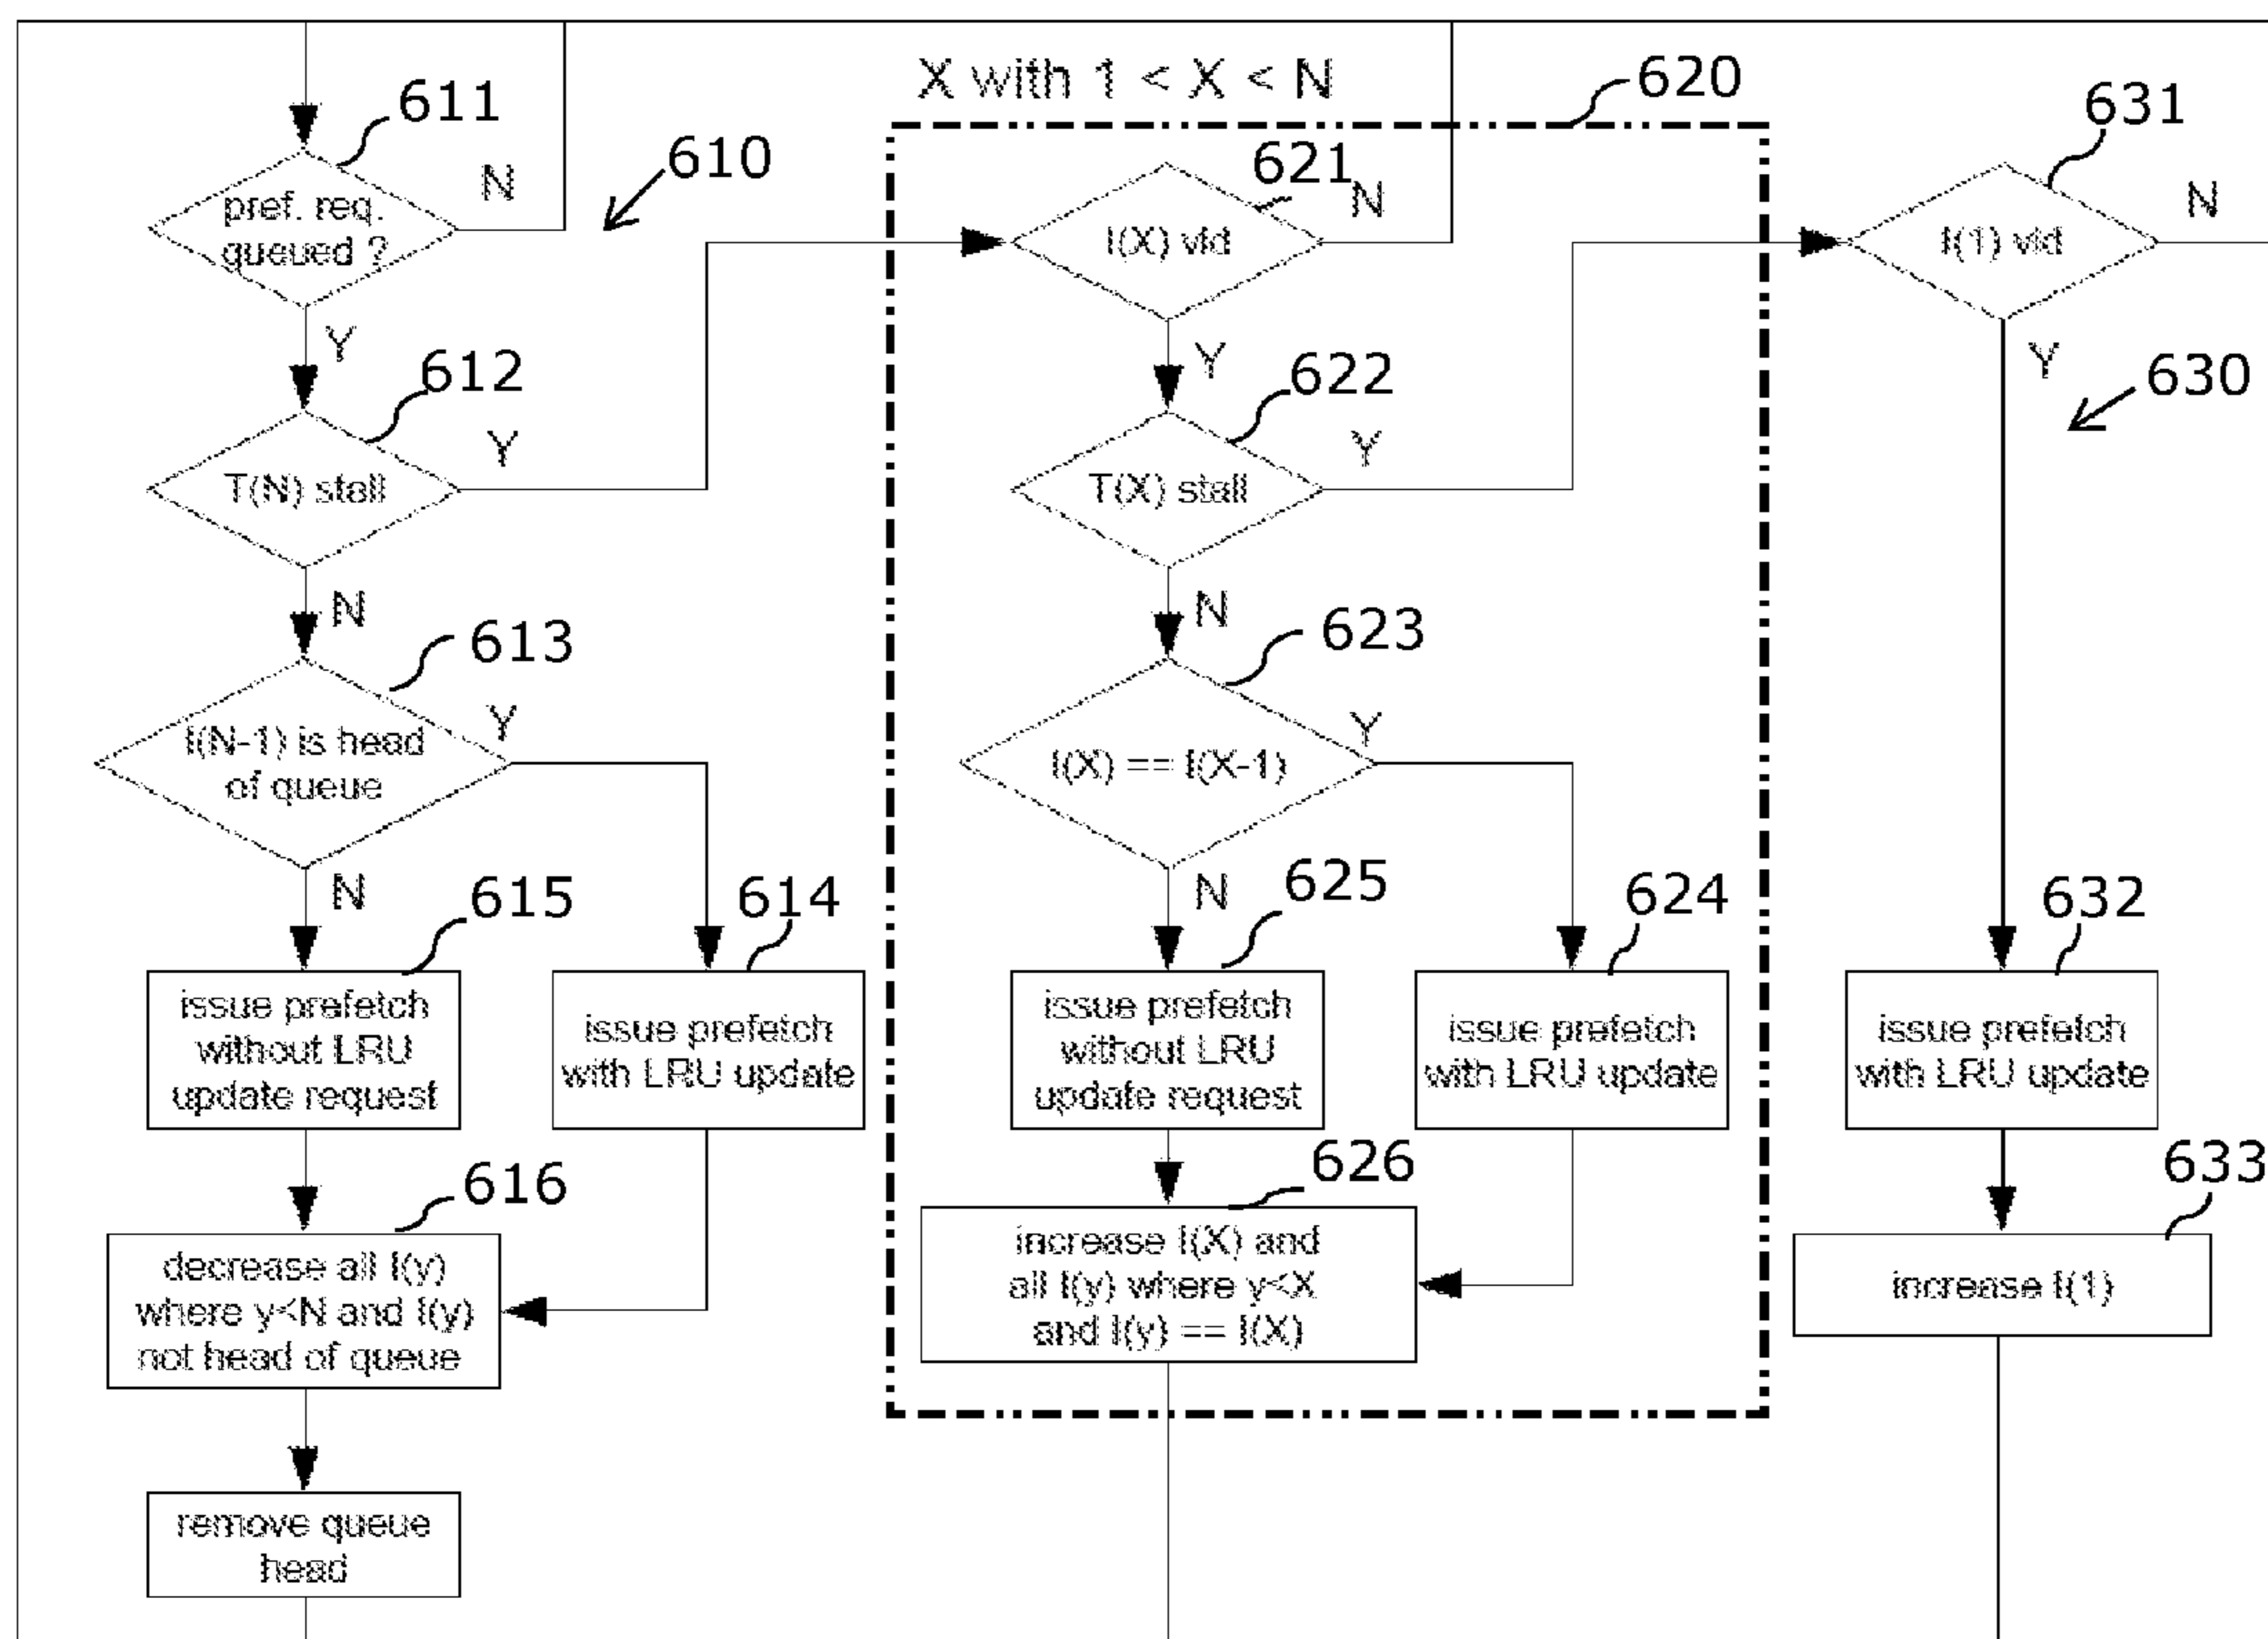 X with 1 < X < N
620
611
pref. req.
queued ?
N
610
621
I(X) vld
N
631
I(1) vld
N
Y
612
T(N) stall
Y
Y
622
T(X) stall
Y
Y
630
N
613
I(N-1) is head
of queue
Y
N
623
I(X) == I(X-1)
Y
N
615
issue prefetch
without LRU
update request
614
issue prefetch
with LRU update
N
625
issue prefetch
without LRU
update request
624
issue prefetch
with LRU update
632
issue prefetch
with LRU update
616
decrease all I(y)
where y<N and I(y)
not head of queue
626
increase I(X) and
all I(y) where y<X
and I(y) == I(X)
633
increase I(1)
remove queue
head